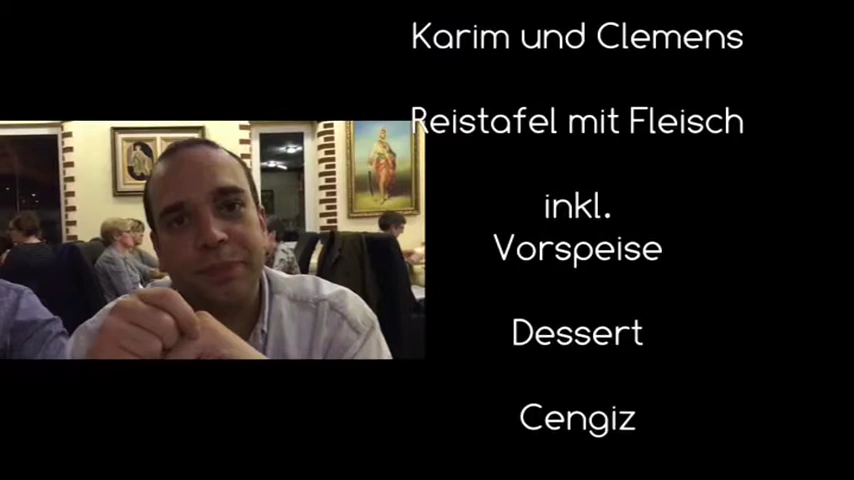 Karim und Clemens
Reistafel mit Fleisch
inkl.
Vorspeise
Dessert
Cengiz